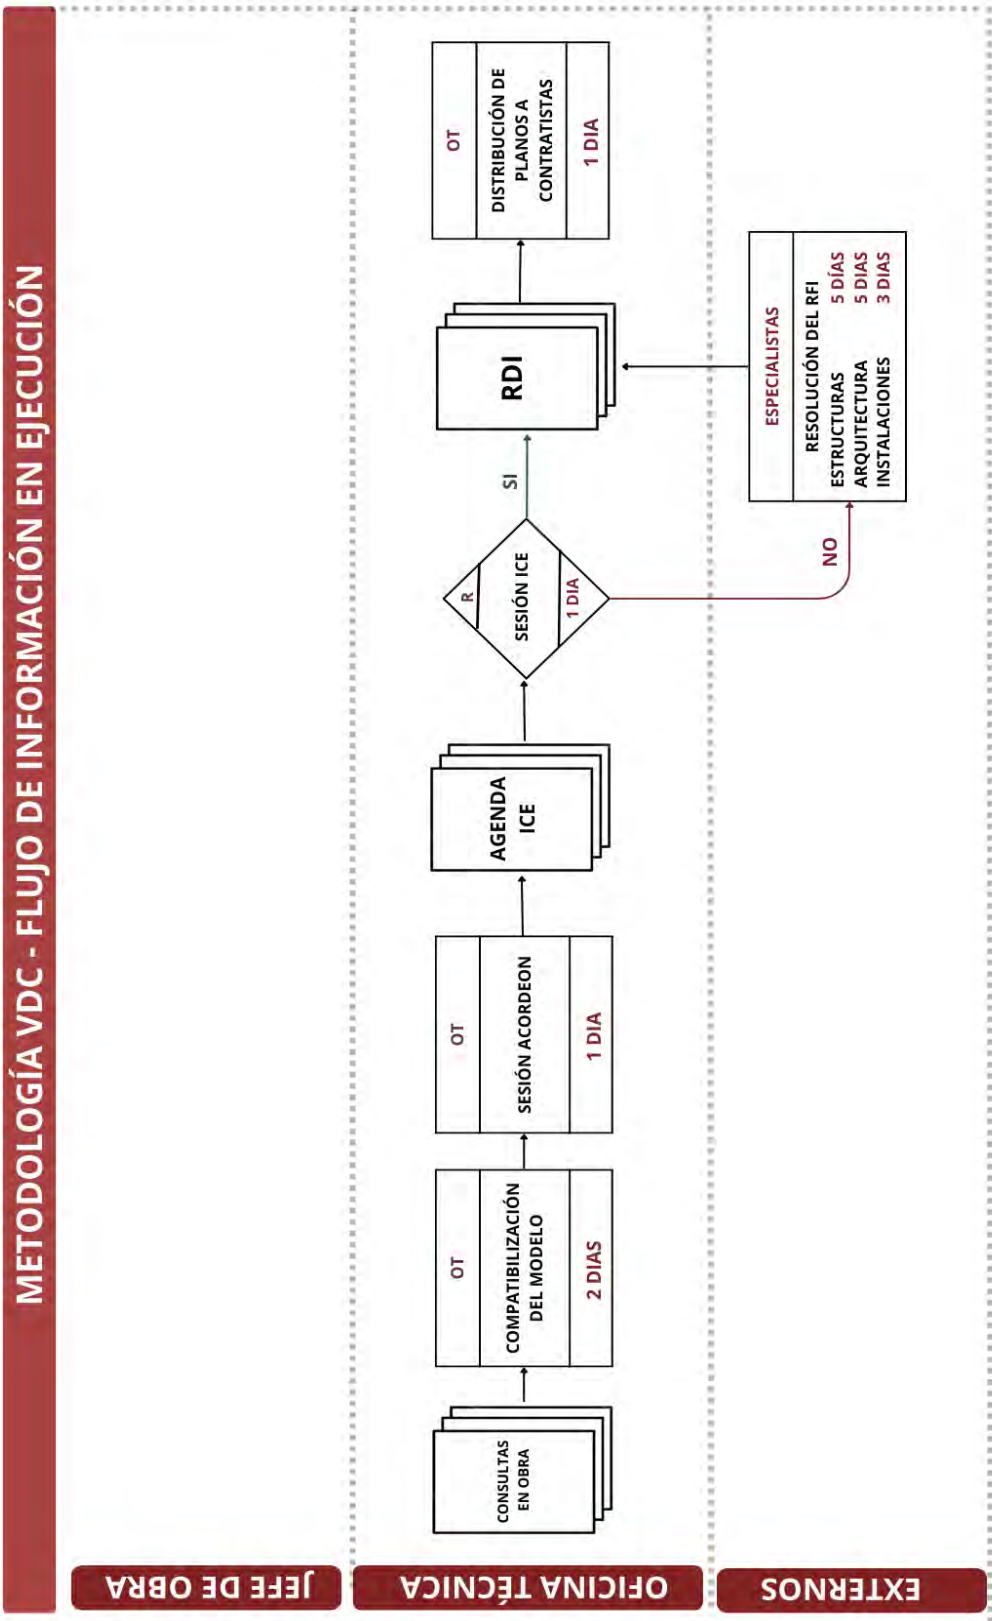 METODOLOGÍA VDC - FLUJO DE INFORMACIÓN EN EJECUCIÓN
JEFE DE OBRA
OFICINA TÉCNICA
EXTERNOS
CONSULTAS
EN OBRA
OT
COMPATIBILIZACIÓN
DEL MODELO
2 DIAS
OT
SESIÓN ACORDEON
1 DIA
AGENDA
ICE
R
SESIÓN ICE
1 DIA
SI
NO
RDI
OT
DISTRIBUCIÓN DE
PLANOS A
CONTRATISTAS
1 DIA
ESPECIALISTAS
RESOLUCIÓN DEL RFI
ESTRUCTURAS 5 DÍAS
ARQUITECTURA 5 DIAS
INSTALACIONES 3 DIAS